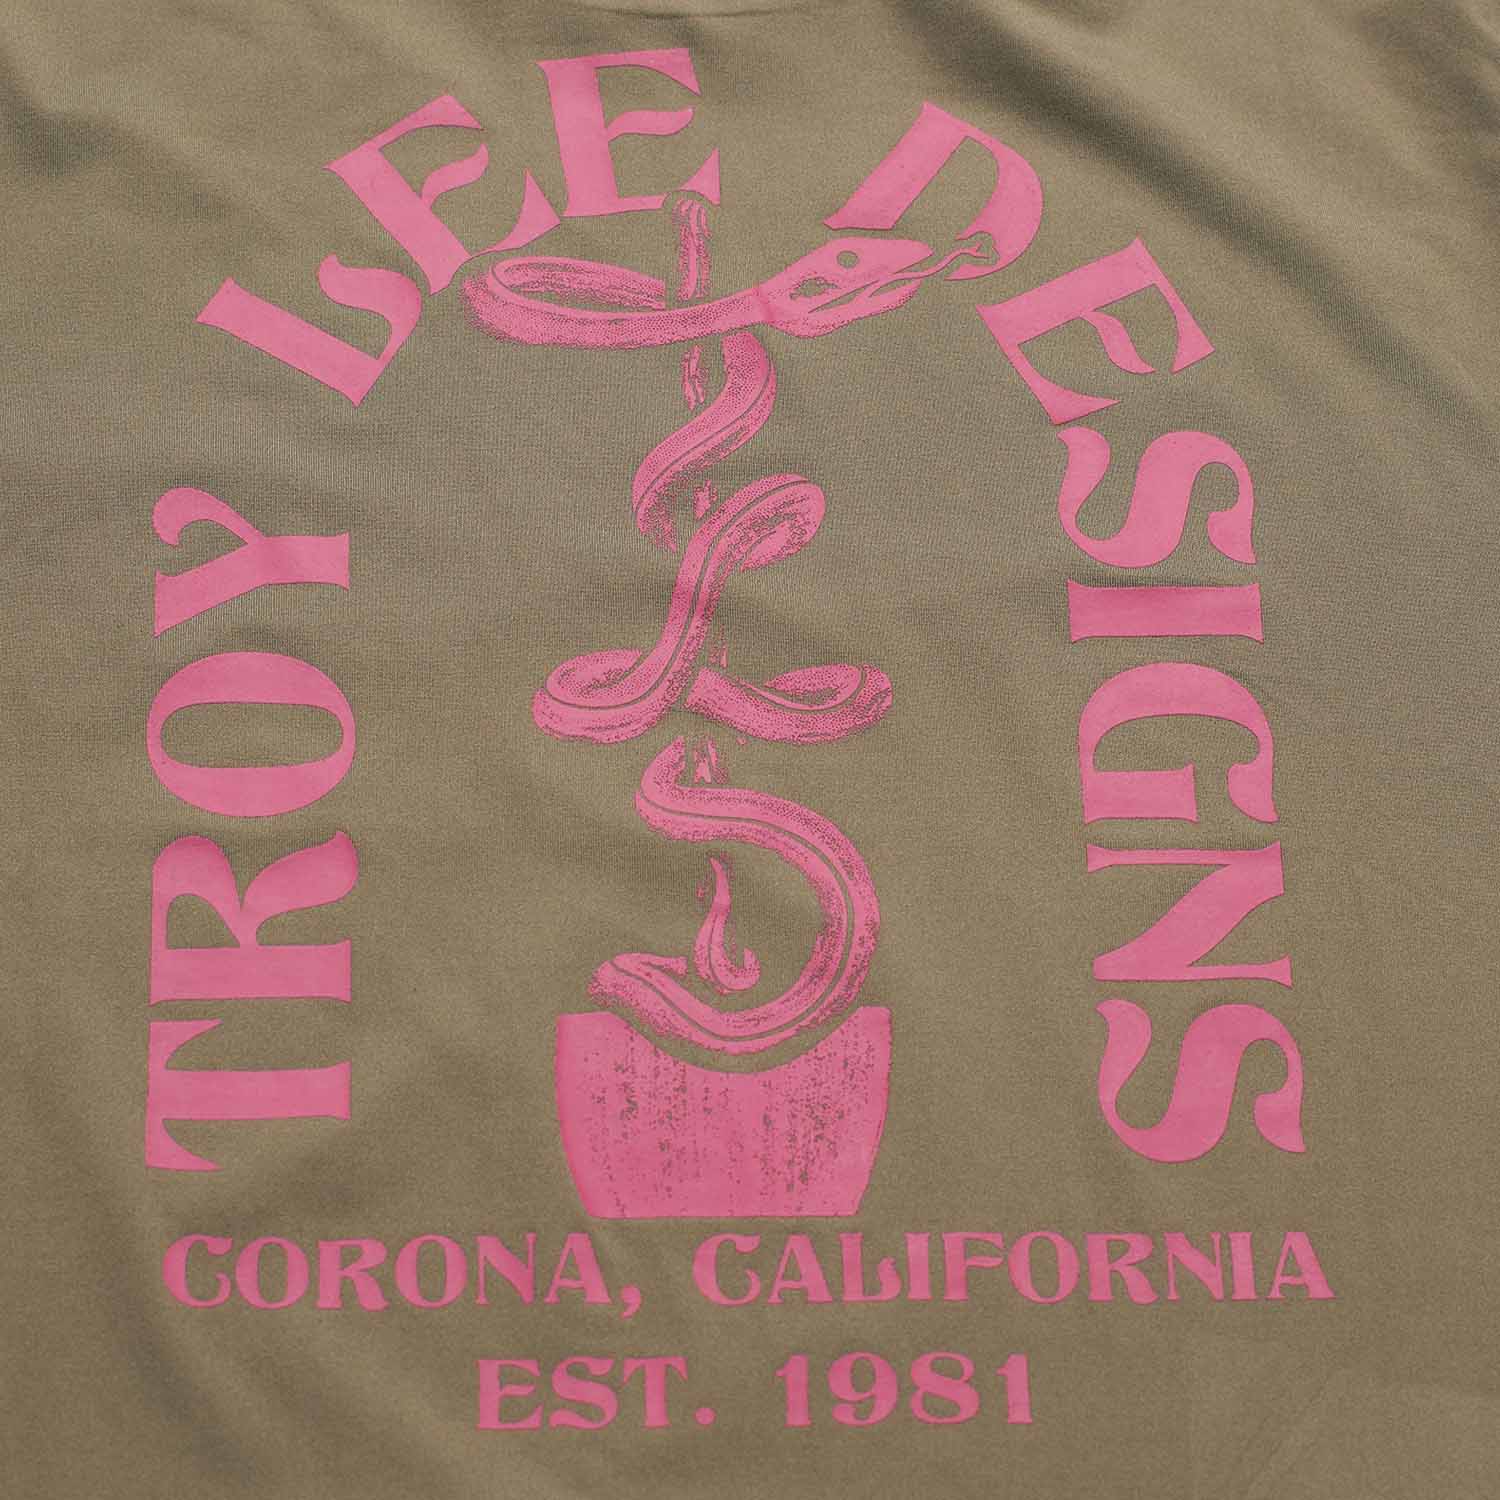 TROY LEE DESIGNS
CORONA, CALIFORNIA
EST. 1981